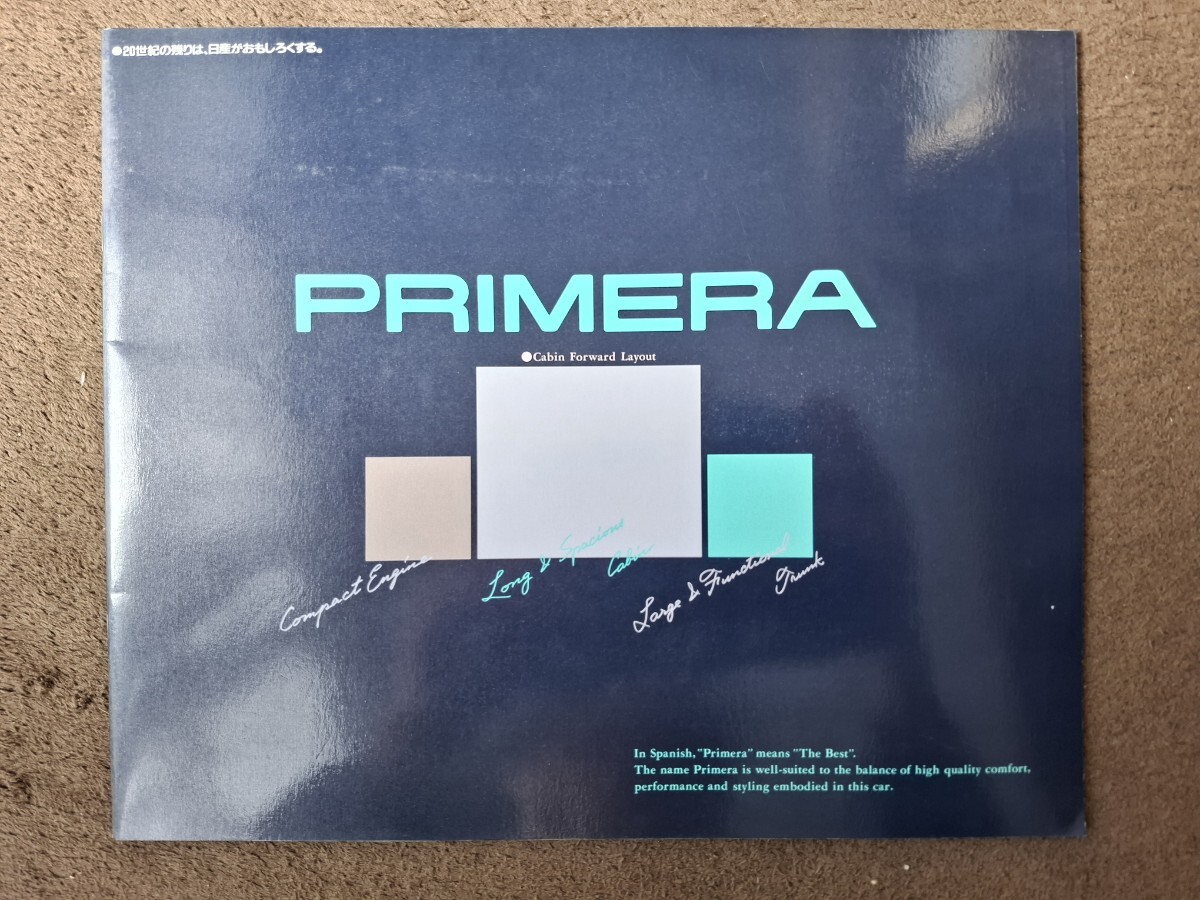 ●20世紀の残りは、日産がおもしろくする。
PRIMERA
●Cabin Forward Layout
Compact Engine
Long & Spacious
Cabin
Large & Functional
Trunk
In Spanish, "Primera" means "The Best".
The name Primera is well-suited to the balance of high quality comfort,
performance and styling embodied in this car.